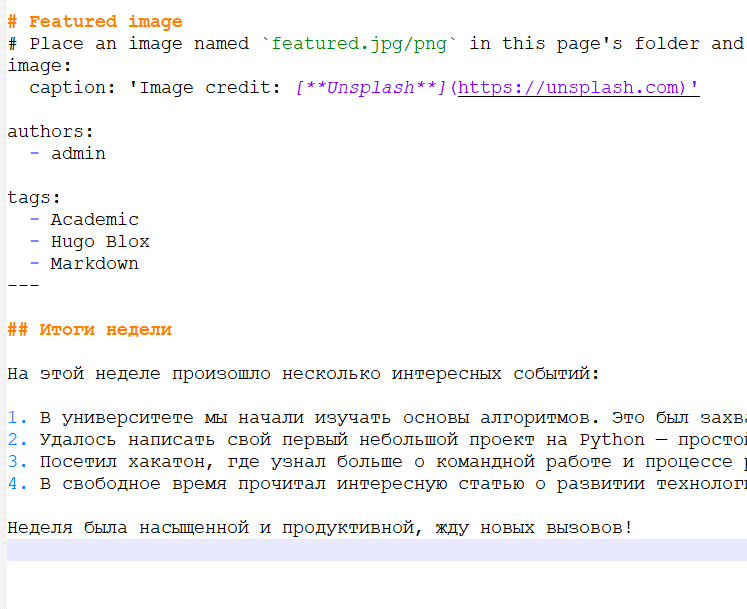 # Featured image
# Place an image named `featured.jpg/png` in this page's folder and
image:
  caption: 'Image credit: [**Unsplash**](https://unsplash.com)'
authors:
  - admin
tags:
  - Academic
  - Hugo Blox
  - Markdown
---
## Итоги недели
На этой неделе произошло несколько интересных событий:
1. В университете мы начали изучать основы алгоритмов. Это был
2. Удалось написать свой первый небольшой проект на Python —
3. Посетил хакатон, где узнал больше о командной работе и процессе
4. В свободное время прочитал интересную статью о развитии
Неделя была насыщенной и продуктивной, жду новых вызовов!